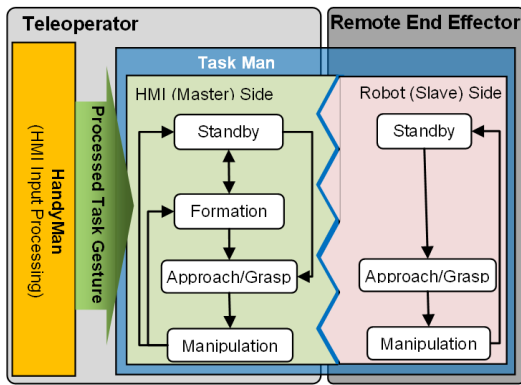 Teleoperator
Remote End Effector
Task Man
HandyMan
(HMI Input Processing)
Processed Task Gesture
HMI (Master) Side
Standby
Formation
Approach/Grasp
Manipulation
Robot (Slave) Side
Standby
Approach/Grasp
Manipulation